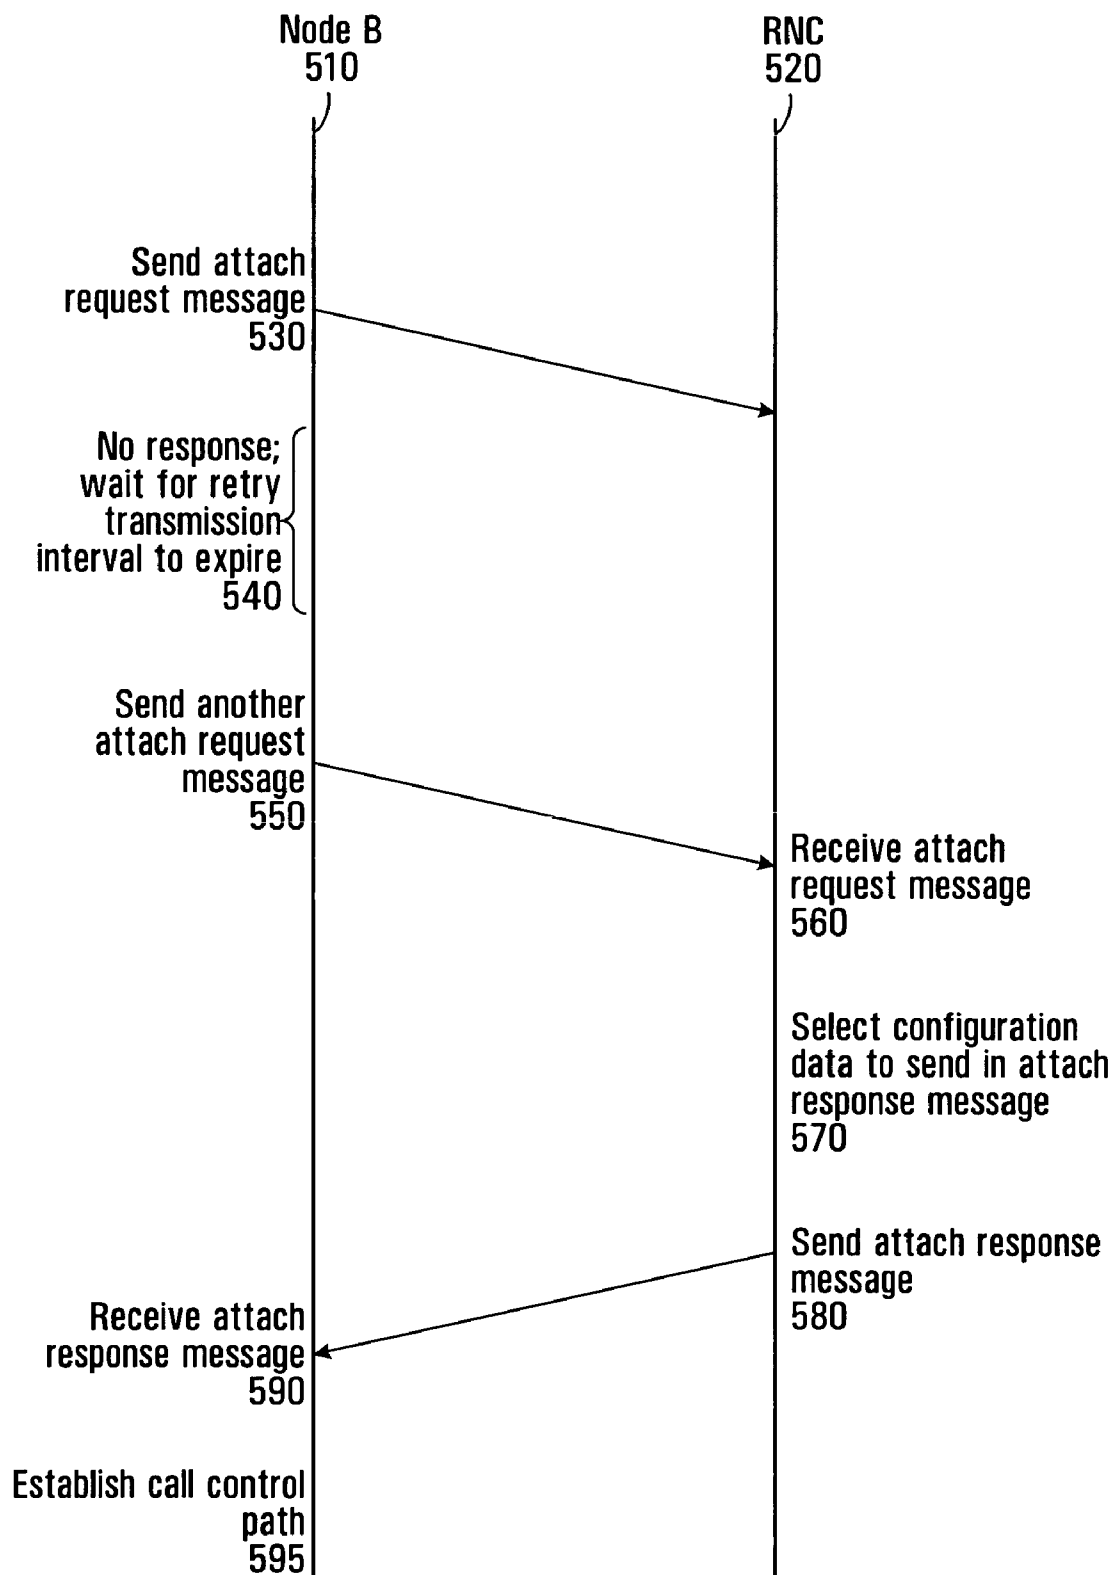 Node B
510
RNC
520
Send attach
request message
530
No response;
wait for retry
transmission
interval to expire
540
Send another
attach request
message
550
Receive attach
request message
560
Select configuration
data to send in attach
response message
570
Send attach response
message
580
Receive attach
response message
590
Establish call control
path
595